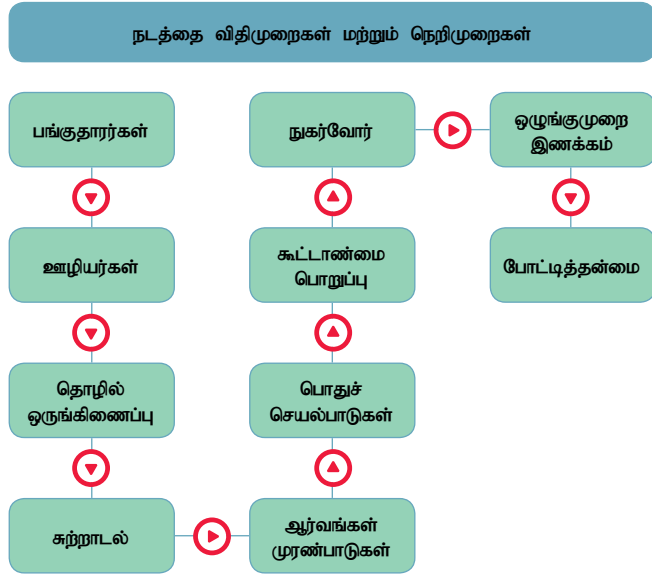 நடத்தை விதிமுறைகள் மற்றும் நெறிமுறைகள்
பங்குதாரர்கள்
ஊழியர்கள்
தொழில்
ஒருங்கிணைப்பு
சுற்றாடல்
ஆர்வங்கள்
முரண்பாடுகள்
பொதுச்
செயல்பாடுகள்
கூட்டாண்மை
பொறுப்பு
நுகர்வோர்
ஒழுங்குமுறை
இணக்கம்
போட்டித்தன்மை